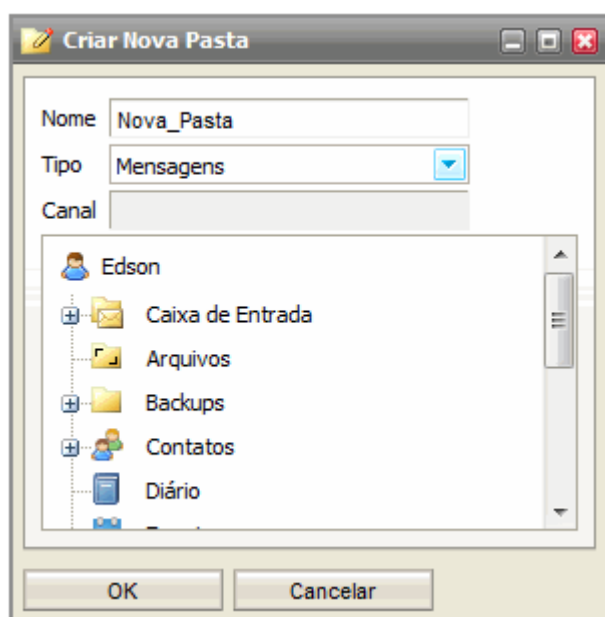 Criar Nova Pasta
Nome Nova_Pasta
Tipo Mensagens
Canal
Edson
Caixa de Entrada
Arquivos
Backups
Contatos
Diário
OK Cancelar